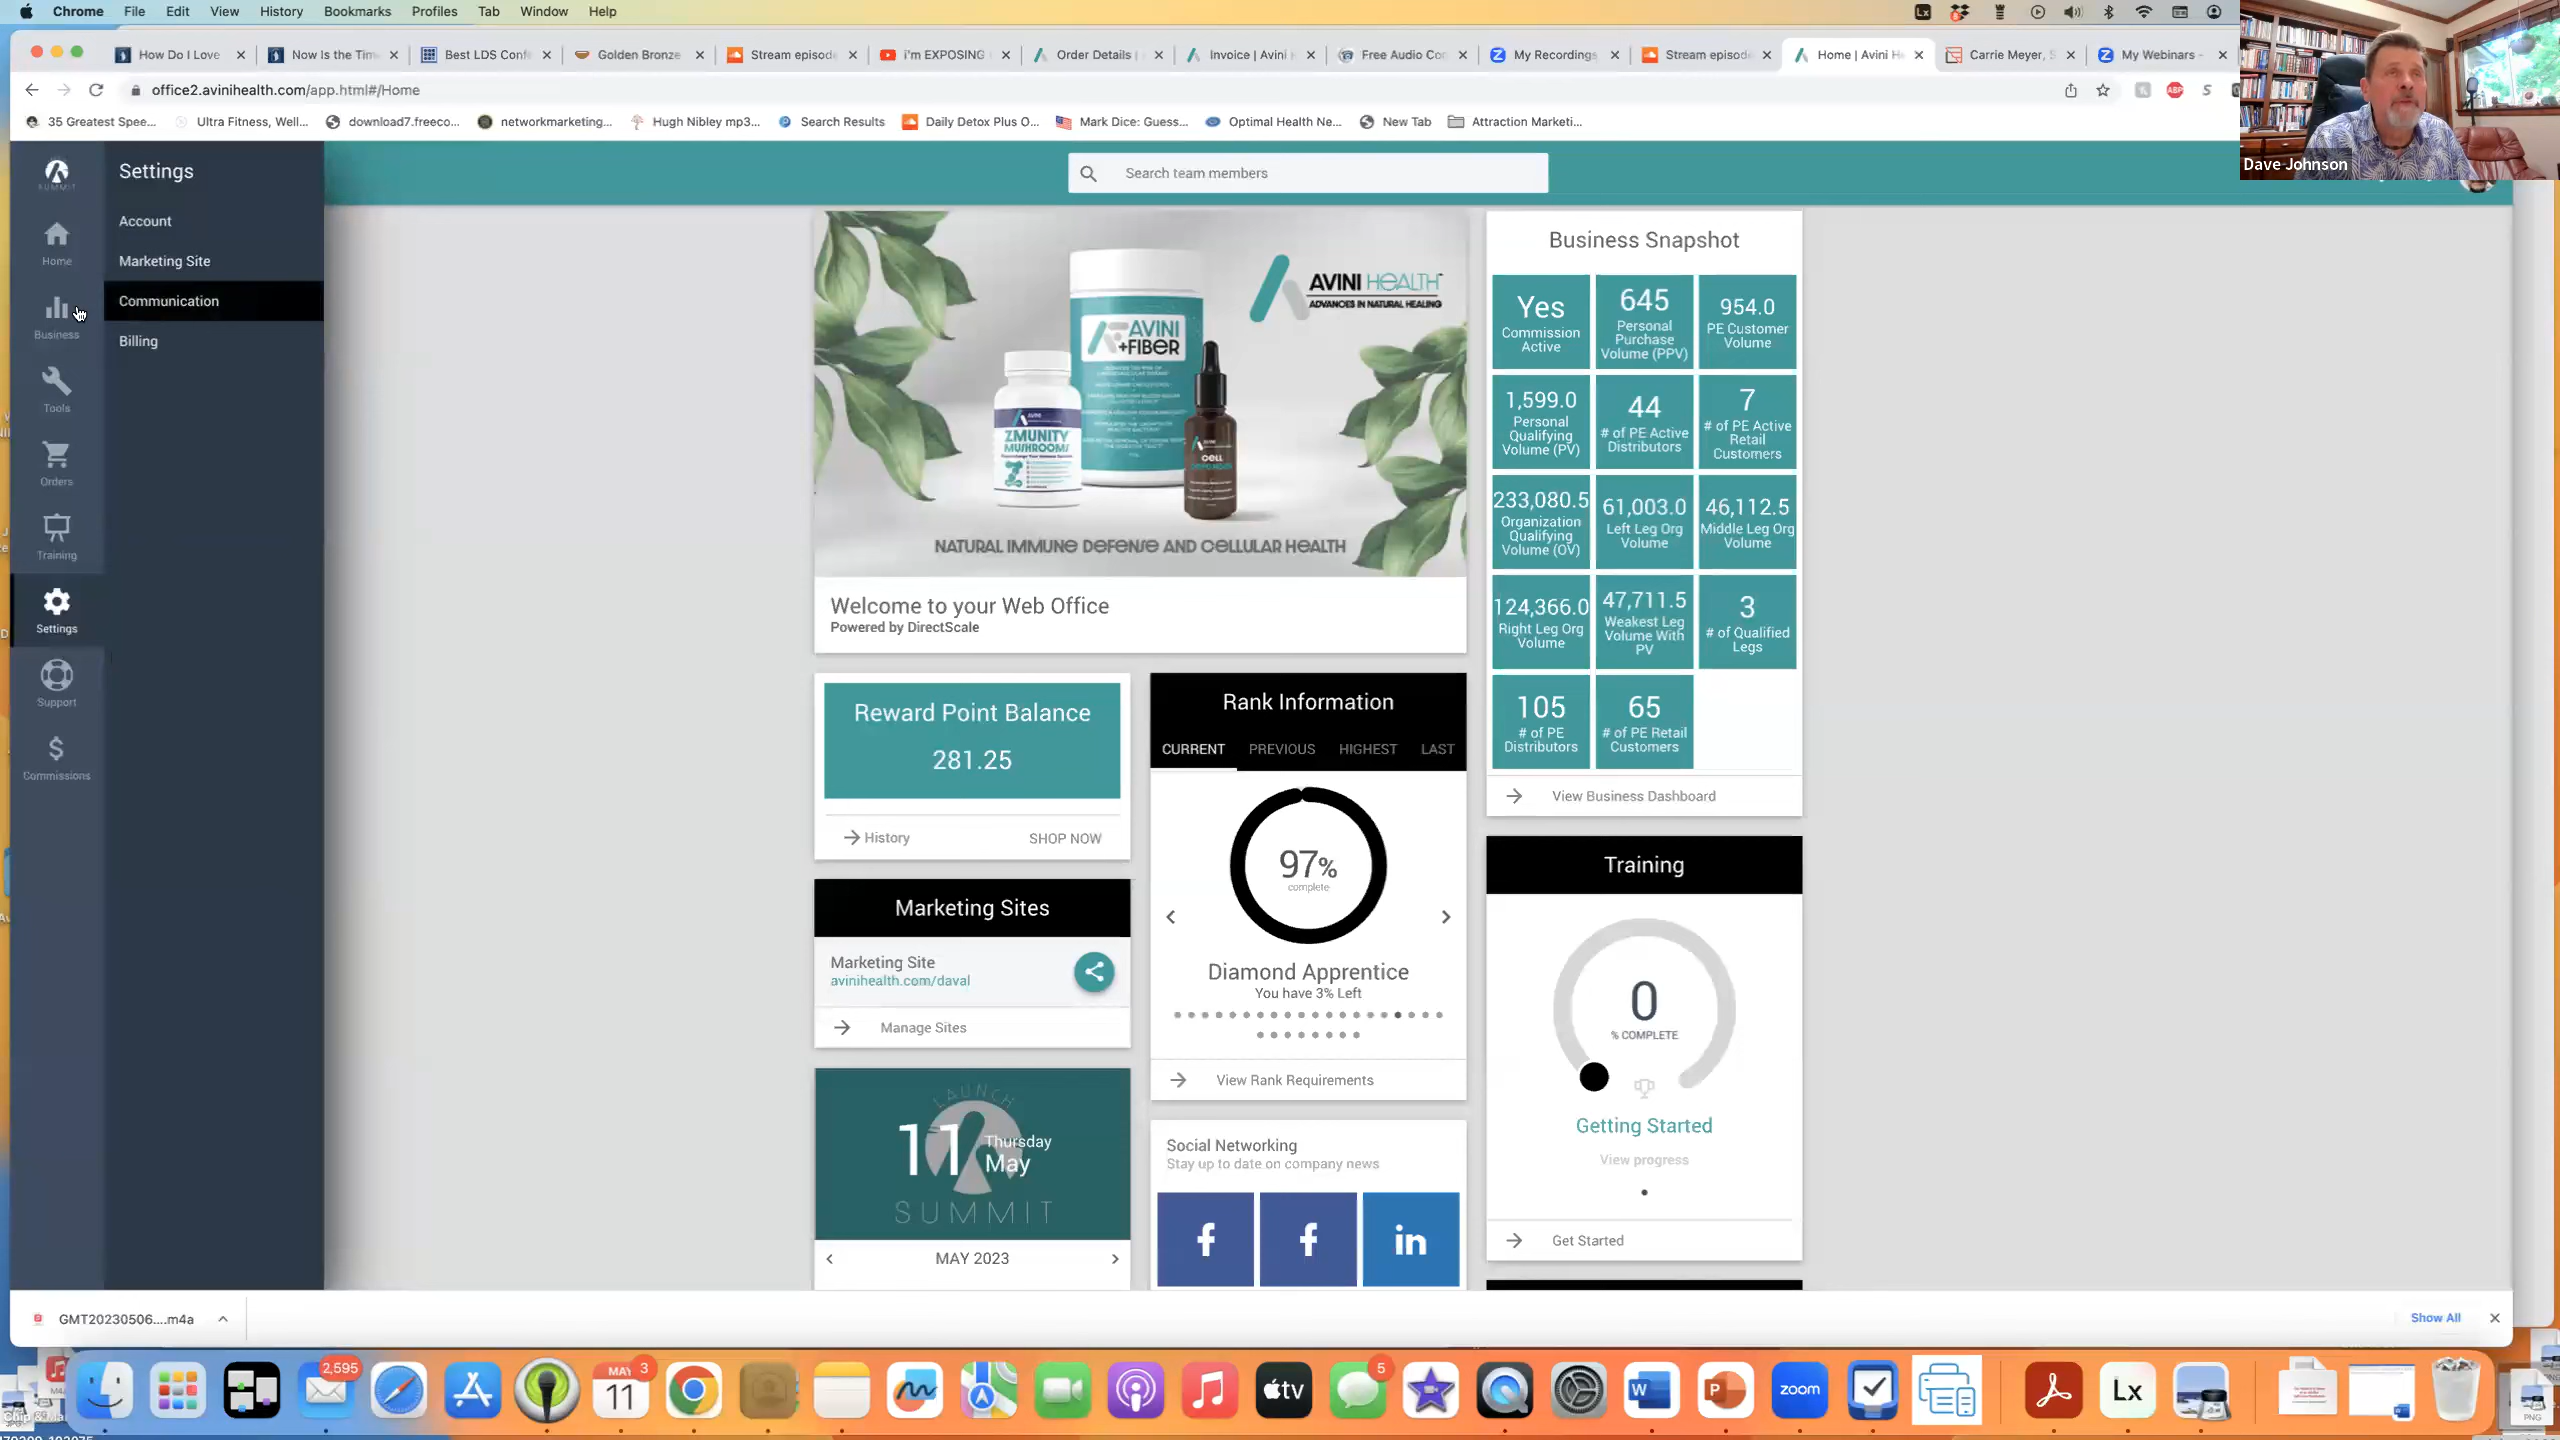 Chrome File Edit View History Bookmarks Profiles Tab Window Help
How Do I Love
Now Is the Tim
Best LDS Conf
Golden Bronze
Stream episode
i'm EXPOSING
Order Details |
Invoice | Avini H
Free Audio Con
My Recordings
Stream episode
Home | Avini He
Carrie Meyer, S
My Webinars -
office2.avinihealth.com/app.html#/Home
ABP
35 Greatest Spee...
Ultra Fitness, Well...
download7.freeco...
networkmarketing...
Hugh Nibley mp3...
Search Results
Daily Detox Plus O...
Mark Dice: Guess...
Optimal Health Ne...
New Tab
Attraction Marketi...
Dave Johnson
SUMMIT
Home
Business
Tools
Orders
Training
Settings
Support
Commissions
Settings
Account
Marketing Site
Communication
Billing
Search team members
AVINI HEALTH
ADVANCES IN NATURAL HEALING
AVINI
+FIBER
ZMUNITY
MUSHROOMS
CELL
NATURAL IMMUNE DEFENSE AND CELLULAR HEALTH
Welcome to your Web Office
Powered by DirectScale
Reward Point Balance
281.25
History
SHOP NOW
Marketing Sites
Marketing Site
avinihealth.com/daval
Manage Sites
LAUNCH
11 Thursday
May
SUMMIT
MAY 2023
Rank Information
CURRENT PREVIOUS HIGHEST LAST
97%
complete
Diamond Apprentice
You have 3% Left
View Rank Requirements
Social Networking
Stay up to date on company news
Business Snapshot
Yes
Commission
Active
645
Personal
Purchase
Volume (PPV)
954.0
PE Customer
Volume
1,599.0
Personal
Qualifying
Volume (PV)
44
# of PE Active
Distributors
7
# of PE Active
Retail
Customers
233,080.5
Organization
Qualifying
Volume (OV)
61,003.0
Left Leg Org
Volume
46,112.5
Middle Leg Org
Volume
124,366.0
Right Leg Org
Volume
47,711.5
Weakest Leg
Volume With
PV
3
# of Qualified
Legs
105
# of PE
Distributors
65
# of PE Retail
Customers
View Business Dashboard
Training
0
% COMPLETE
Getting Started
View progress
Get Started
GMT20230506....m4a
Show All
2,595
MAY 3
11
tv
5
zoom
Lx
PNG